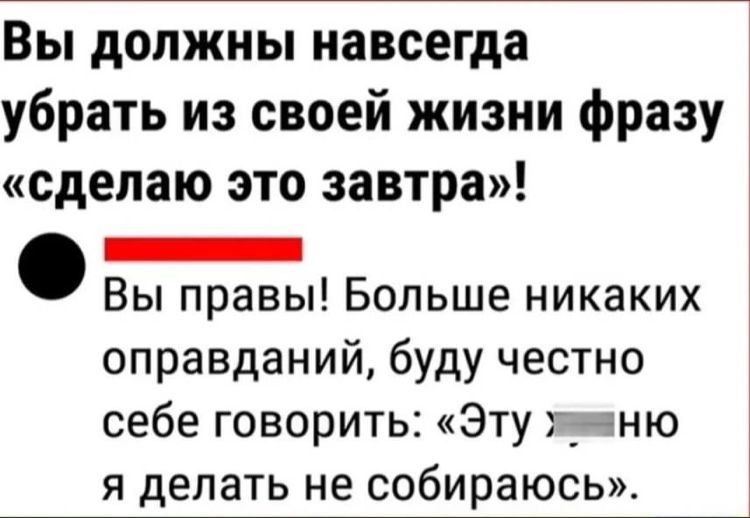 Вы должны навсегда
убрать из своей жизни фразу
«сделаю это завтра»!
Вы правы! Больше никаких
оправданий, буду честно
себе говорить: «Эту
я делать не собираюсь».